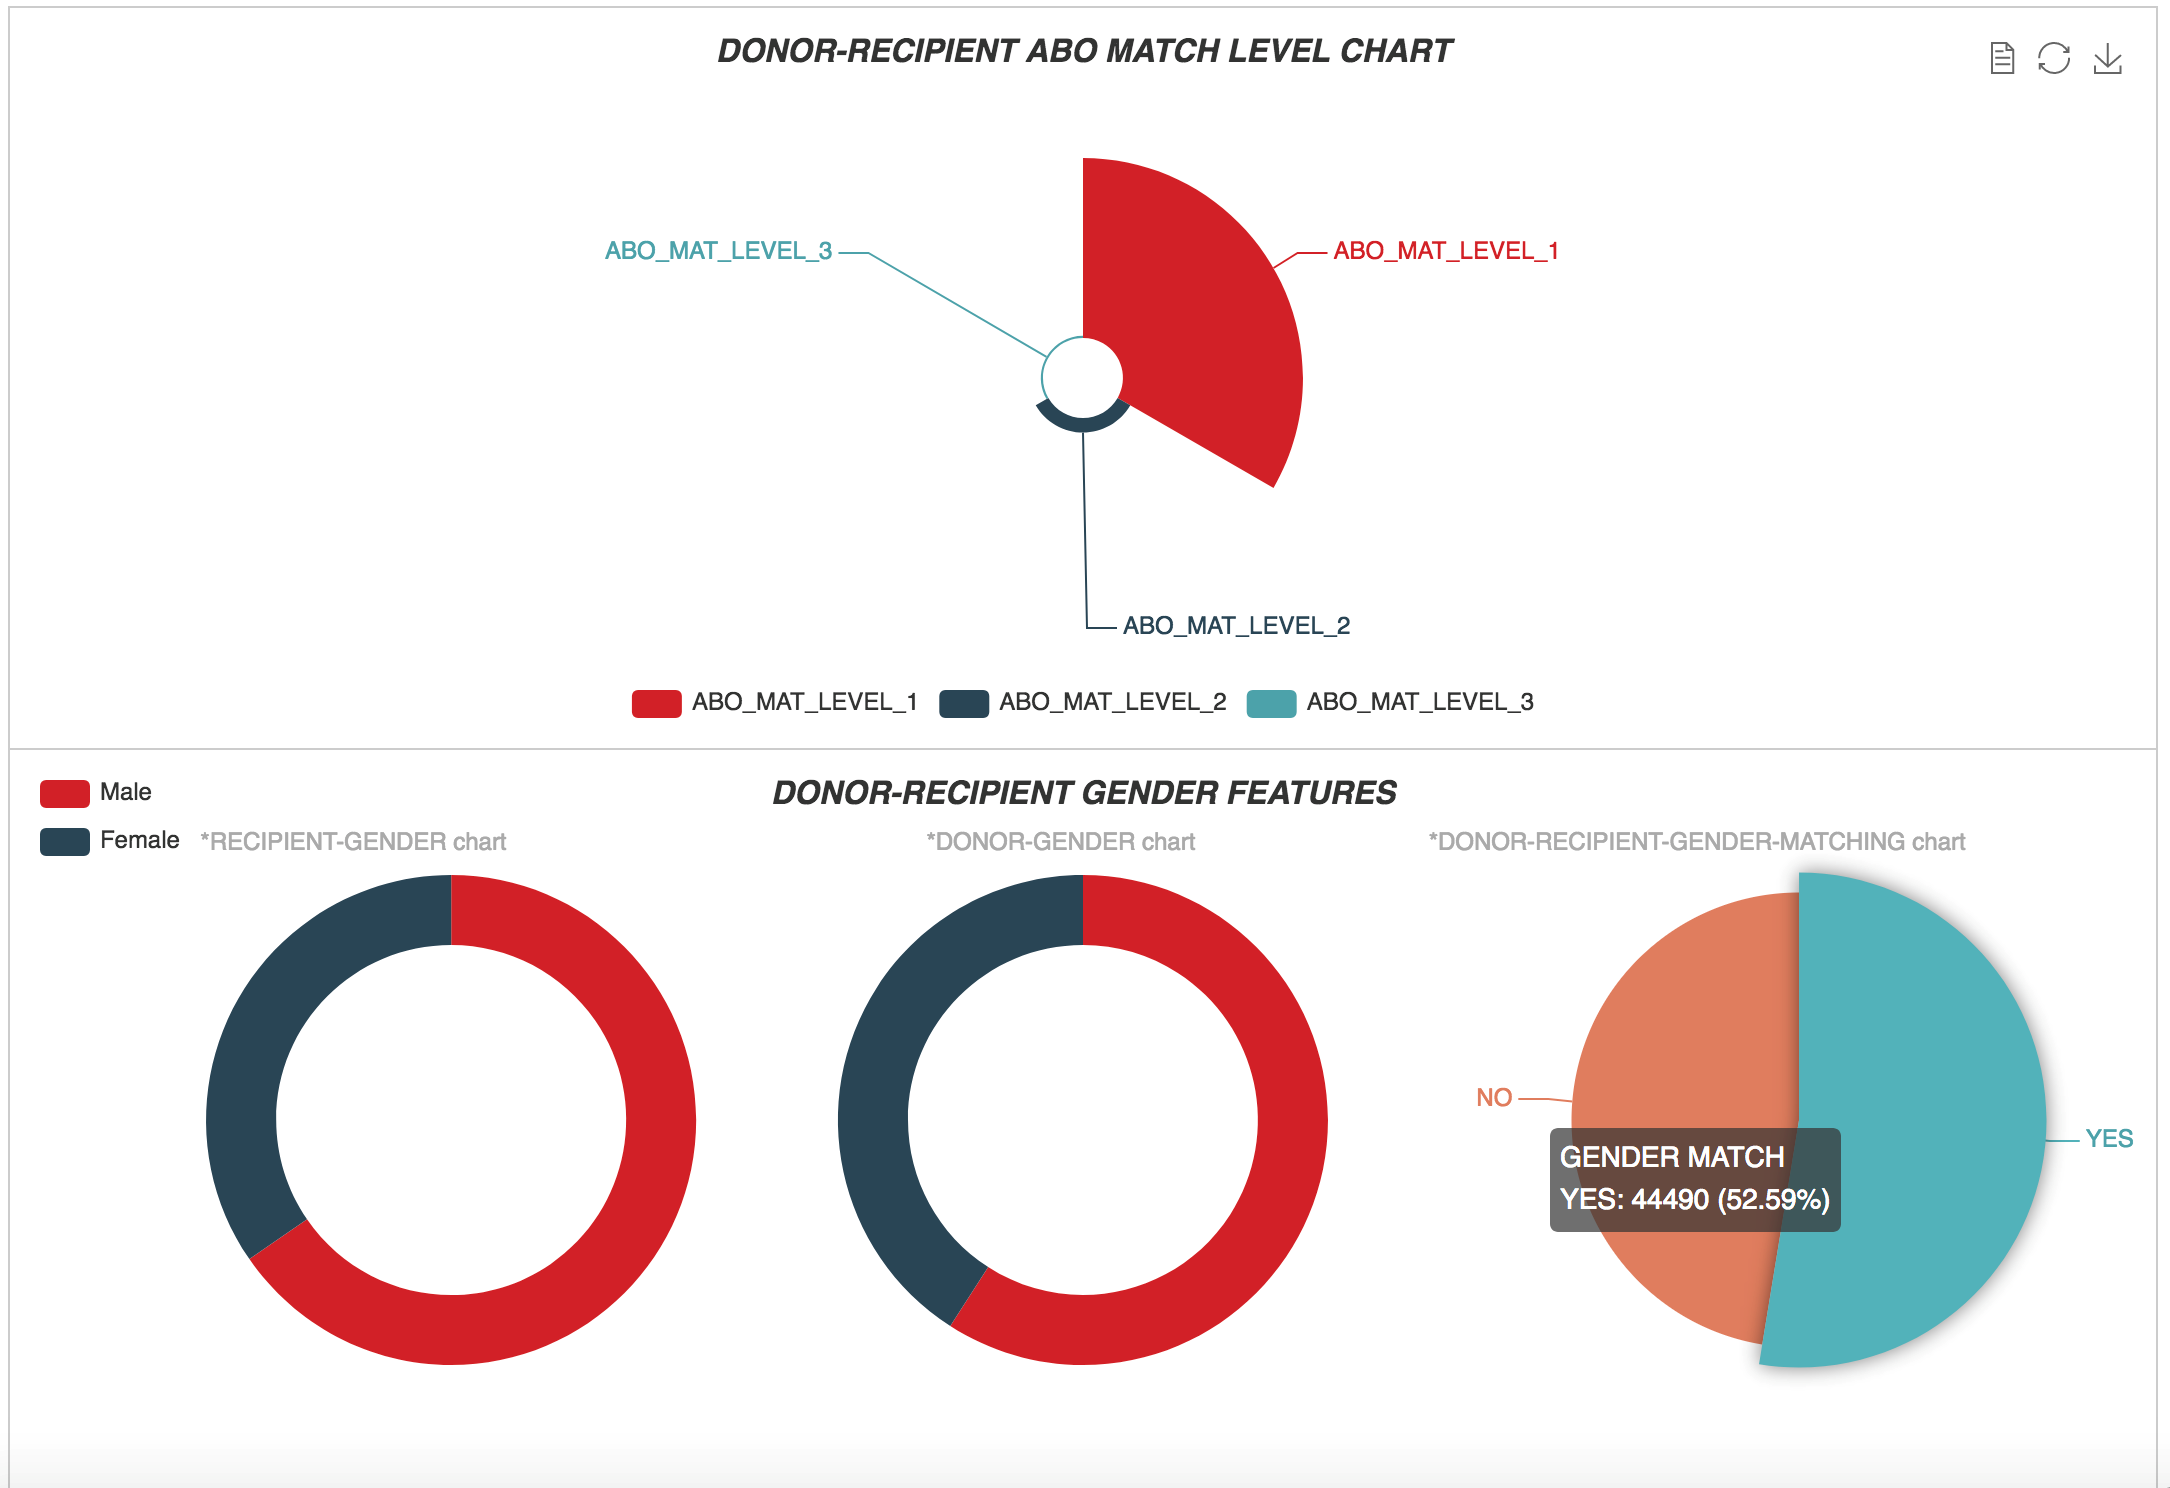 DONOR-RECIPIENT ABO MATCH LEVEL CHART
ABO_MAT_LEVEL_3
ABO_MAT_LEVEL_1
ABO_MAT_LEVEL_2
ABO_MAT_LEVEL_1 ABO_MAT_LEVEL_2 ABO_MAT_LEVEL_3
Male
DONOR-RECIPIENT GENDER FEATURES
Female
*RECIPIENT-GENDER chart
*DONOR-GENDER chart
*DONOR-RECIPIENT-GENDER-MATCHING chart
NO
YES
GENDER MATCH
YES: 44490 (52.59%)